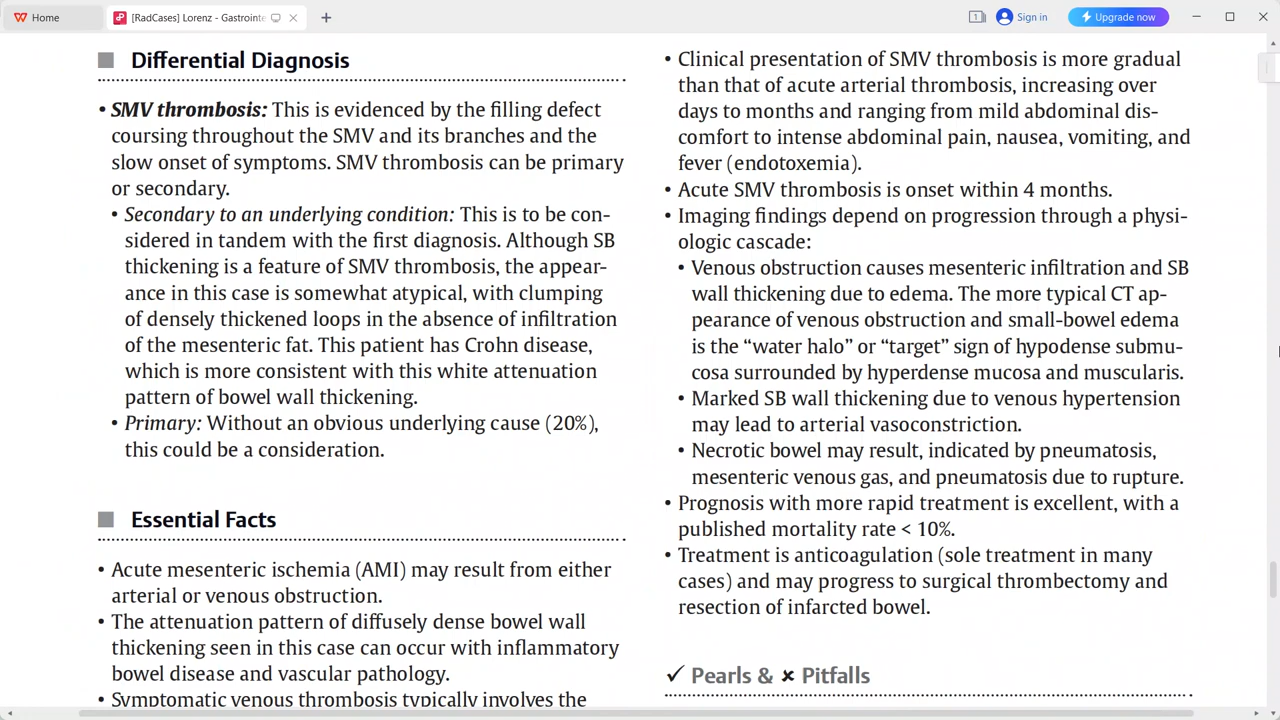 Home
[RadCases] Lorenz - Gastrointe
1
Sign in
Upgrade now
Differential Diagnosis
• SMV thrombosis: This is evidenced by the filling defect
coursing throughout the SMV and its branches and the
slow onset of symptoms. SMV thrombosis can be primary
or secondary.
• Secondary to an underlying condition: This is to be con-
sidered in tandem with the first diagnosis. Although SB
thickening is a feature of SMV thrombosis, the appear-
ance in this case is somewhat atypical, with clumping
of densely thickened loops in the absence of infiltration
of the mesenteric fat. This patient has Crohn disease,
which is more consistent with this white attenuation
pattern of bowel wall thickening.
• Primary: Without an obvious underlying cause (20%),
this could be a consideration.
Essential Facts
• Acute mesenteric ischemia (AMI) may result from either
arterial or venous obstruction.
• The attenuation pattern of diffusely dense bowel wall
thickening seen in this case can occur with inflammatory
bowel disease and vascular pathology.
• Symptomatic venous thrombosis typically involves the
• Clinical presentation of SMV thrombosis is more gradual
than that of acute arterial thrombosis, increasing over
days to months and ranging from mild abdominal dis-
comfort to intense abdominal pain, nausea, vomiting, and
fever (endotoxemia).
• Acute SMV thrombosis is onset within 4 months.
• Imaging findings depend on progression through a physi-
ologic cascade:
• Venous obstruction causes mesenteric infiltration and SB
wall thickening due to edema. The more typical CT ap-
pearance of venous obstruction and small-bowel edema
is the “water halo” or “target” sign of hypodense submu-
cosa surrounded by hyperdense mucosa and muscularis.
• Marked SB wall thickening due to venous hypertension
may lead to arterial vasoconstriction.
• Necrotic bowel may result, indicated by pneumatosis,
mesenteric venous gas, and pneumatosis due to rupture.
• Prognosis with more rapid treatment is excellent, with a
published mortality rate < 10%.
• Treatment is anticoagulation (sole treatment in many
cases) and may progress to surgical thrombectomy and
resection of infarcted bowel.
✓ Pearls & ✘ Pitfalls